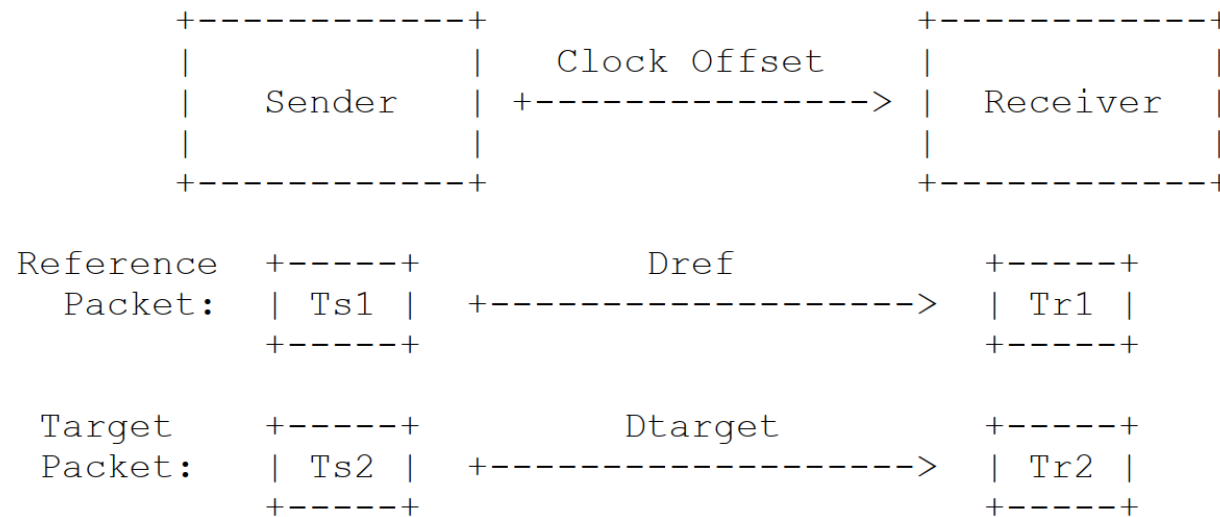 +------------+ +------------+
| | Clock Offset | |
| Sender | +---------------> | Receiver |
| | | |
+------------+ +------------+
Reference +-----+ Dref +-----+
Packet: | Ts1 | +-------------------> | Tr1 |
+-----+ +-----+
Target +-----+ Dtarget +-----+
Packet: | Ts2 | +-------------------> | Tr2 |
+-----+ +-----+